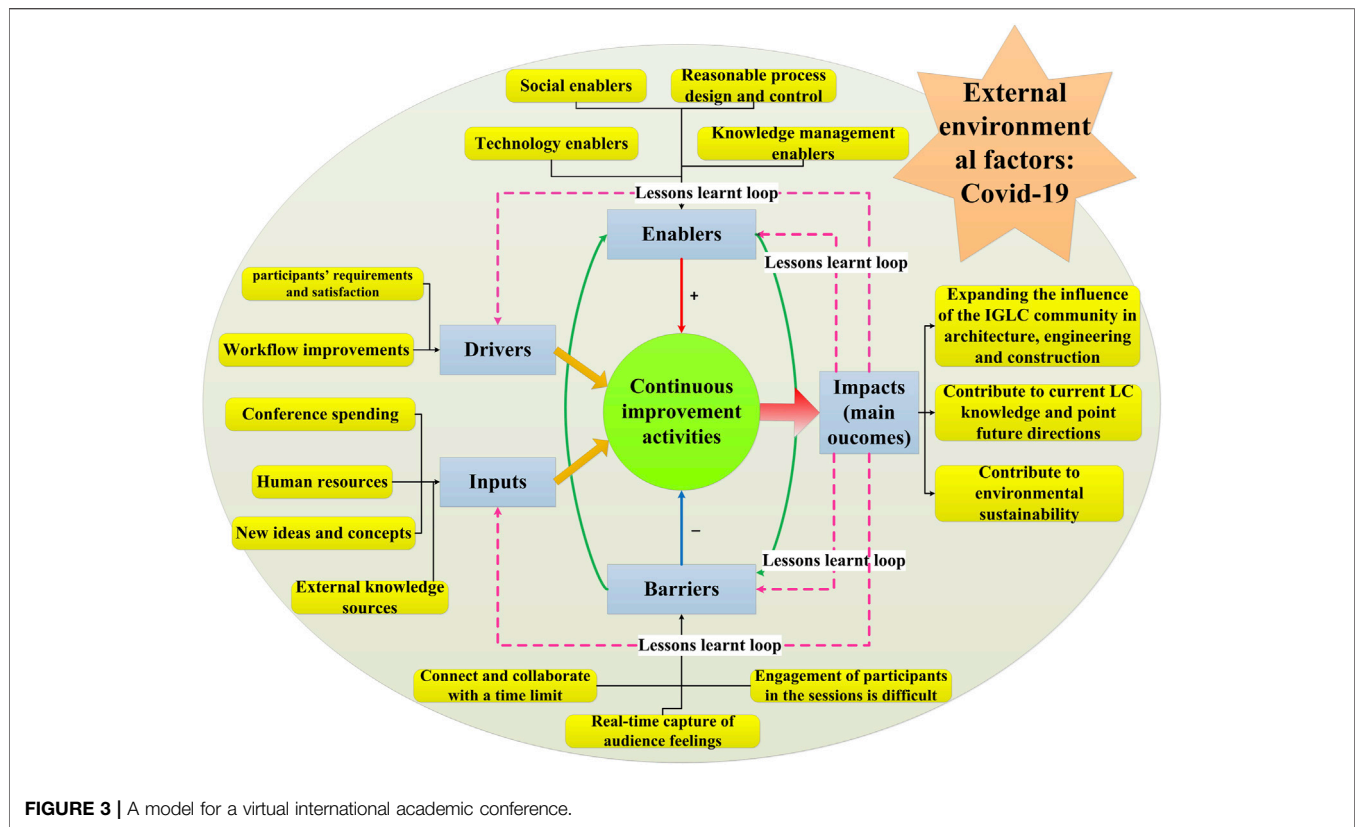 Social enablers
Reasonable process
design and control
Technology enablers
Knowledge management
enablers
External
environment
al factors:
Covid-19
Lessons learnt loop
Enablers
Lessons learnt loop
+
participants' requirements
and satisfaction
Workflow improvements
Drivers
Continuous
improvement
activities
Impacts
(main
oucomes)
Expanding the influence
of the IGLC community in
architecture, engineering
and construction
Contribute to current LC
knowledge and point
future directions
Contribute to
environmental
sustainability
Conference spending
Human resources
New ideas and concepts
External knowledge
sources
Inputs
–
Lessons learnt loop
Barriers
Lessons learnt loop
Connect and collaborate
with a time limit
Engagement of participants
in the sessions is difficult
Real-time capture of
audience feelings
FIGURE 3 | A model for a virtual international academic conference.